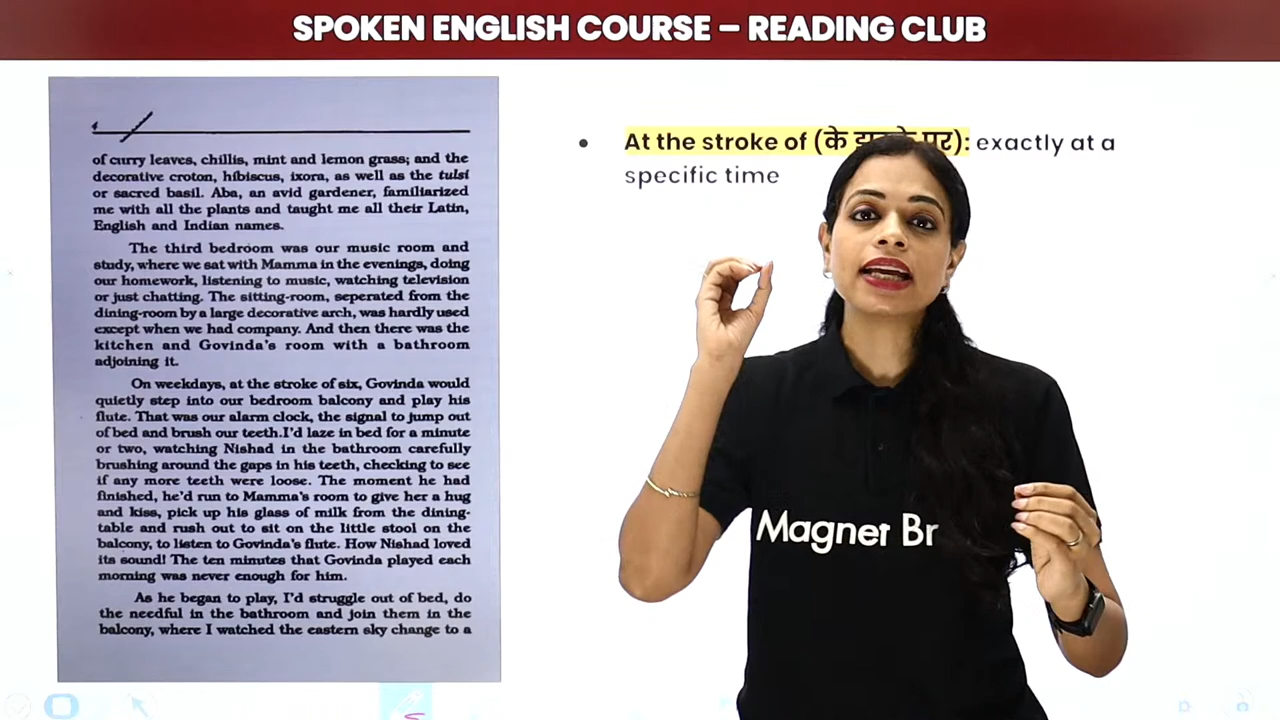 SPOKEN ENGLISH COURSE – READING CLUB
4
of curry leaves, chillis, mint and lemon grass; and the
decorative croton, hibiscus, ixora, as well as the tulsi
or sacred basil. Aba, an avid gardener, familiarized
me with all the plants and taught me all their Latin,
English and Indian names.
The third bedroom was our music room and
study, where we sat with Mamma in the evenings, doing
our homework, listening to music, watching television
or just chatting. The sitting-room, seperated from the
dining-room by a large decorative arch, was hardly used
except when we had company. And then there was the
kitchen and Govinda's room with a bathroom
adjoining it.
On weekdays, at the stroke of six, Govinda would
quietly step into our bedroom balcony and play his
flute. That was our alarm clock, the signal to jump out
of bed and brush our teeth.I'd laze in bed for a minute
or two, watching Nishad in the bathroom carefully
brushing around the gaps in his teeth, checking to see
if any more teeth were loose. The moment he had
finished, he'd run to Mamma's room to give her a hug
and kiss, pick up his glass of milk from the dining-
table and rush out to sit on the little stool on the
balcony, to listen to Govinda's flute. How Nishad loved
its sound! The ten minutes that Govinda played each
morning was never enough for him.
As he began to play, I'd struggle out of bed, do
the needful in the bathroom and join them in the
balcony, where I watched the eastern sky change to a
• At the stroke of (के पर): exactly at a
specific time
Magnet Br